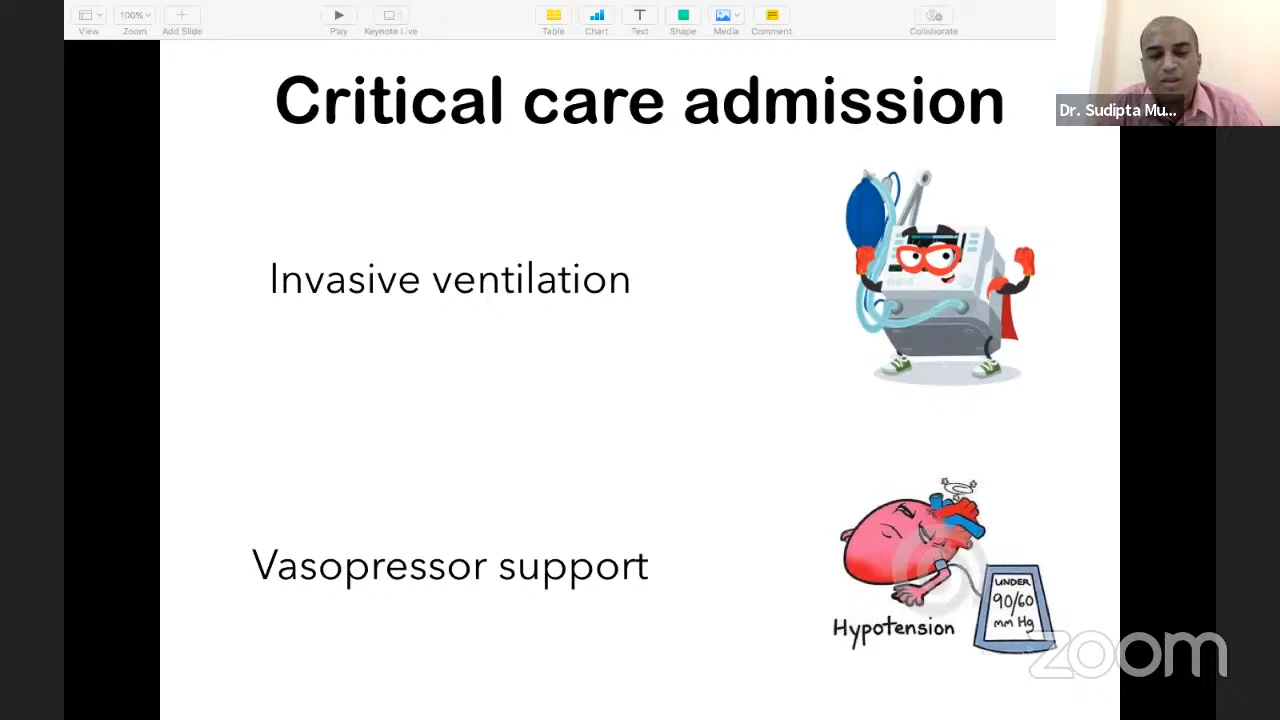 100%
View Zoom Add Slide Play Keynote Live Table Chart Text Shape Media Comment Collaborate
Critical care admission
Dr. Sudipta Mu...
Invasive ventilation
Vasopressor support
UNDER
90/60
mm Hg
Hypotension
zoom